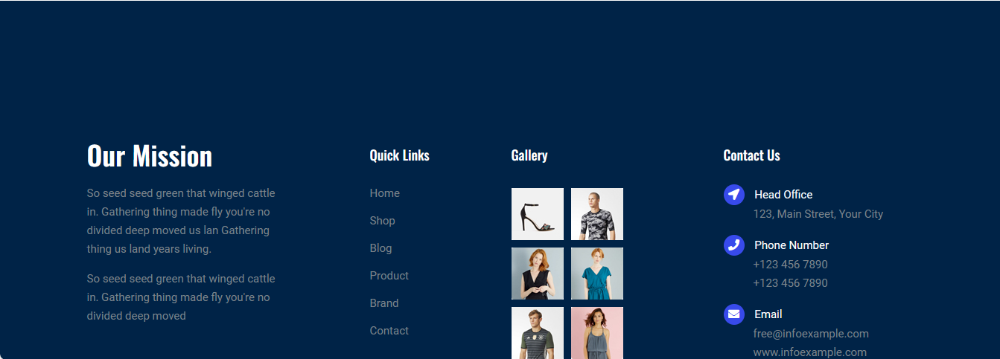 Our Mission
So seed seed green that winged cattle
in. Gathering thing made fly you're no
divided deep moved us lan Gathering
thing us land years living.
So seed seed green that winged cattle
in. Gathering thing made fly you're no
divided deep moved
Quick Links
Home
Shop
Blog
Product
Brand
Contact
Gallery
Contact Us
Head Office
123, Main Street, Your City
Phone Number
+123 456 7890
+123 456 7890
Email
free@infoexample.com
www.infoexample.com